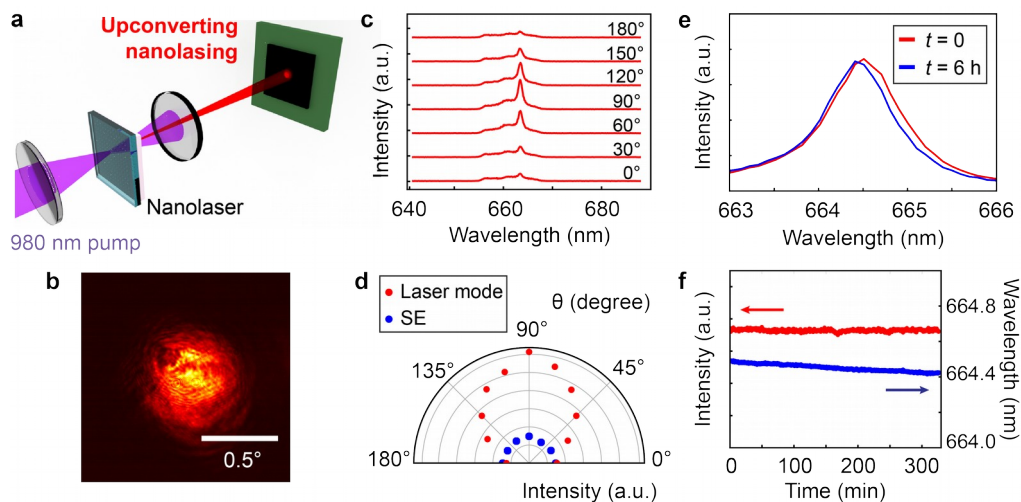 a
Upconverting
nanolasing
Nanolaser
980 nm pump
b
0.5°
c
Intensity (a.u.)
180°
150°
120°
90°
60°
30°
0°
640
660
680
Wavelength (nm)
d
Laser mode
SE
θ (degree)
90°
135°
45°
180°
0°
Intensity (a.u.)
e
Intensity (a.u.)
t = 0
t = 6 h
663
664
665
666
Wavelength (nm)
f
Intensity (a.u.)
Wavelength (nm)
664.8
664.4
664.0
0
100
200
300
Time (min)